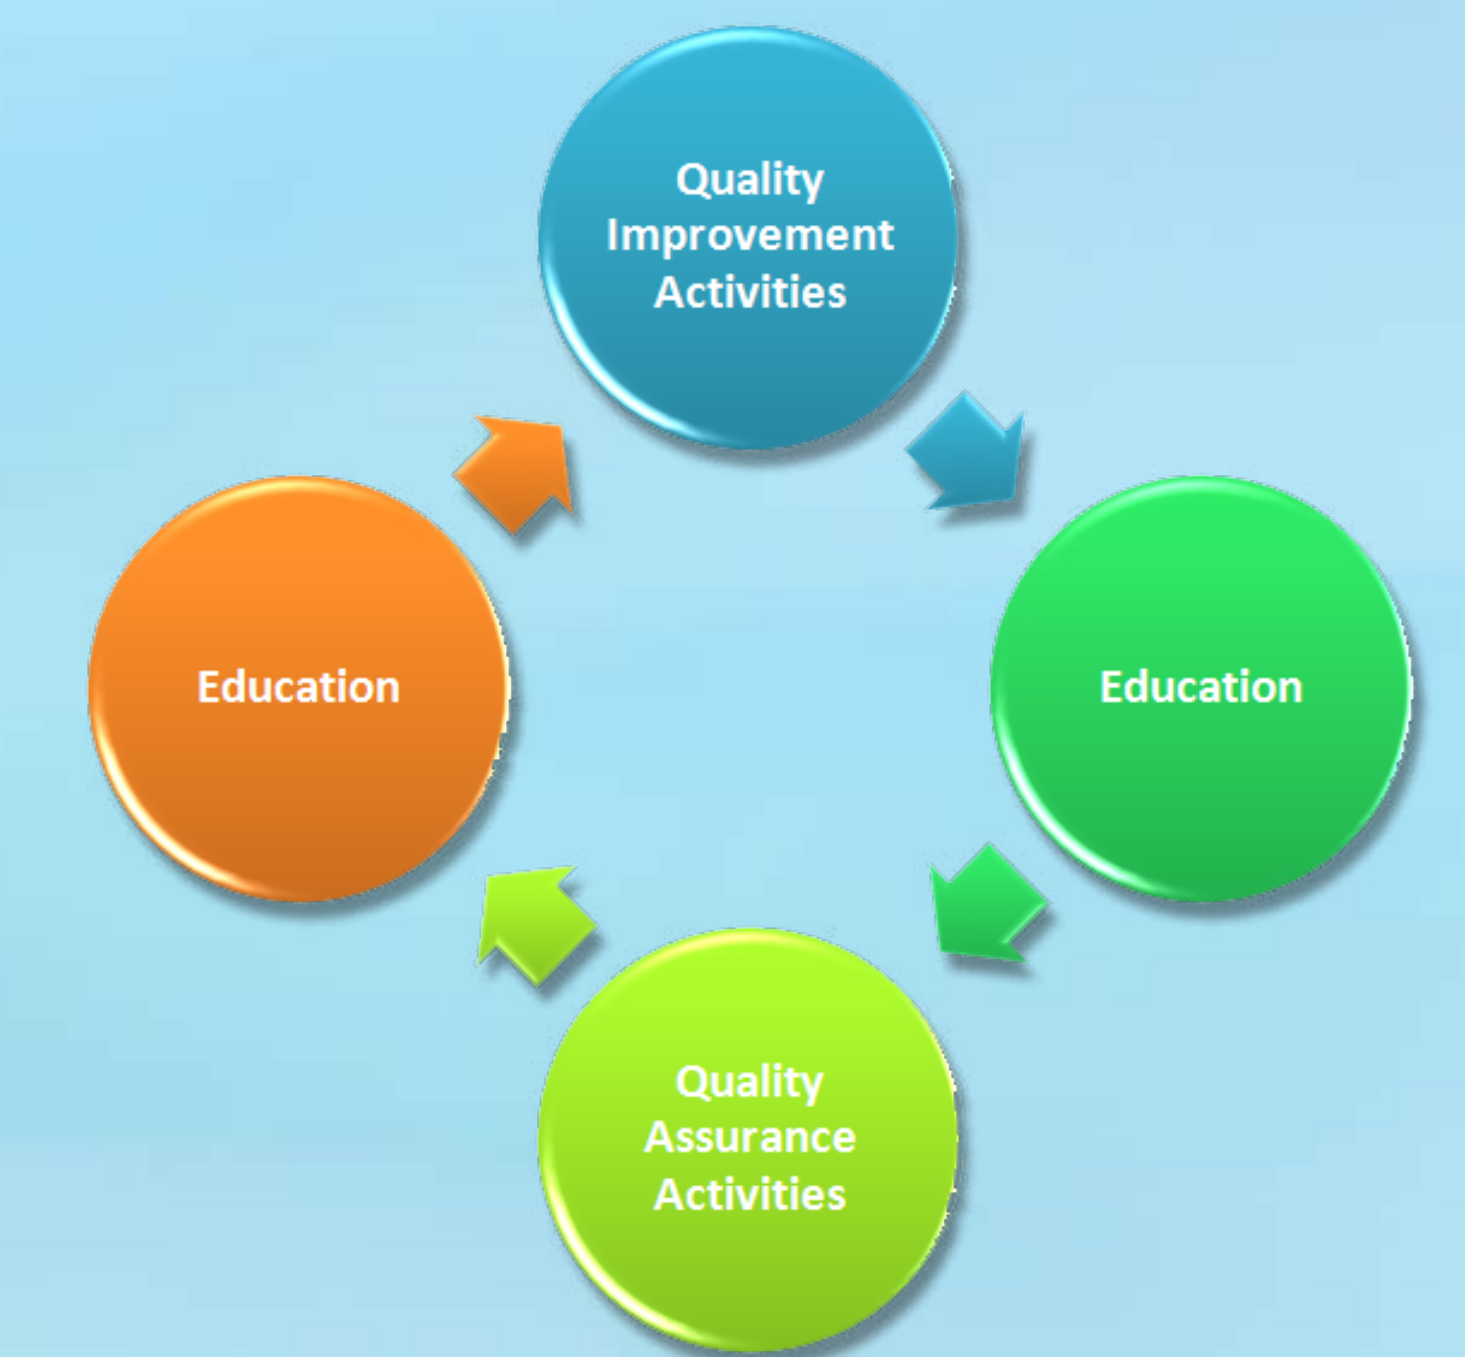 Quality
Improvement
Activities
Education
Education
Quality
Assurance
Activities